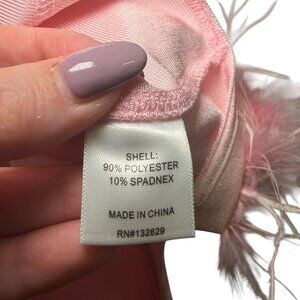 SHELL:
90% POLYESTER
10% SPADNEX
MADE IN CHINA
RN#132829